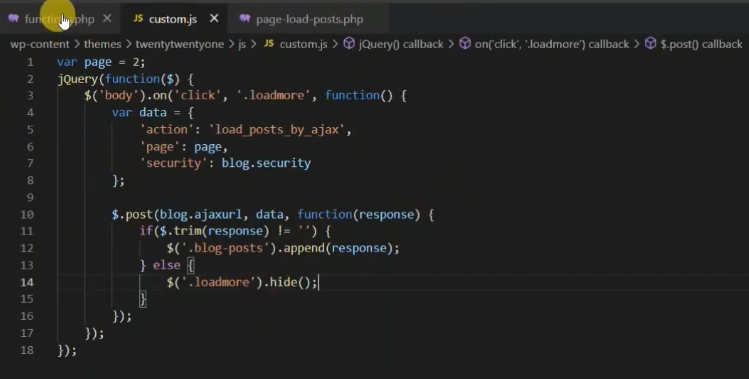 .php
JS custom.js ×
page-load-posts.php
wp-content > themes > twentytwentyone > js > JS custom.js > jQuery() callback > on('click', '.loadmore') callback > $.post() callback
1 var page = 2;
2 jQuery(function($) {
3 $('body').on('click', '.loadmore', function() {
4 var data = {
5 'action': 'load_posts_by_ajax',
6 'page': page,
7 'security': blog.security
8 };
9
10 $.post(blog.ajaxurl, data, function(response) {
11 if($.trim(response) != '') {
12 $('.blog-posts').append(response);
13 } else {
14 $('.loadmore').hide();
15 }
16 });
17 });
18 });